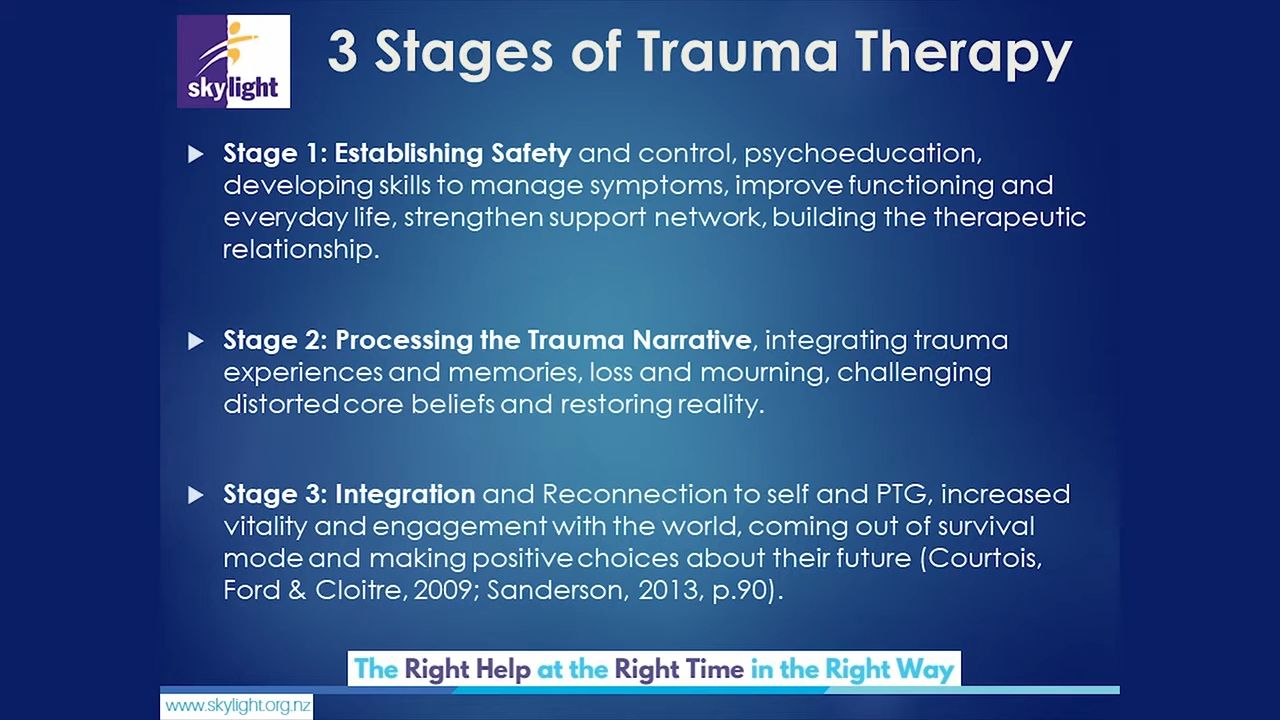 skylight
3 Stages of Trauma Therapy
Stage 1: Establishing Safety and control, psychoeducation,
developing skills to manage symptoms, improve functioning and
everyday life, strengthen support network, building the therapeutic
relationship.
Stage 2: Processing the Trauma Narrative, integrating trauma
experiences and memories, loss and mourning, challenging
distorted core beliefs and restoring reality.
Stage 3: Integration and Reconnection to self and PTG, increased
vitality and engagement with the world, coming out of survival
mode and making positive choices about their future (Courtois,
Ford & Cloitre, 2009; Sanderson, 2013, p.90).
The Right Help at the Right Time in the Right Way
www.skylight.org.nz